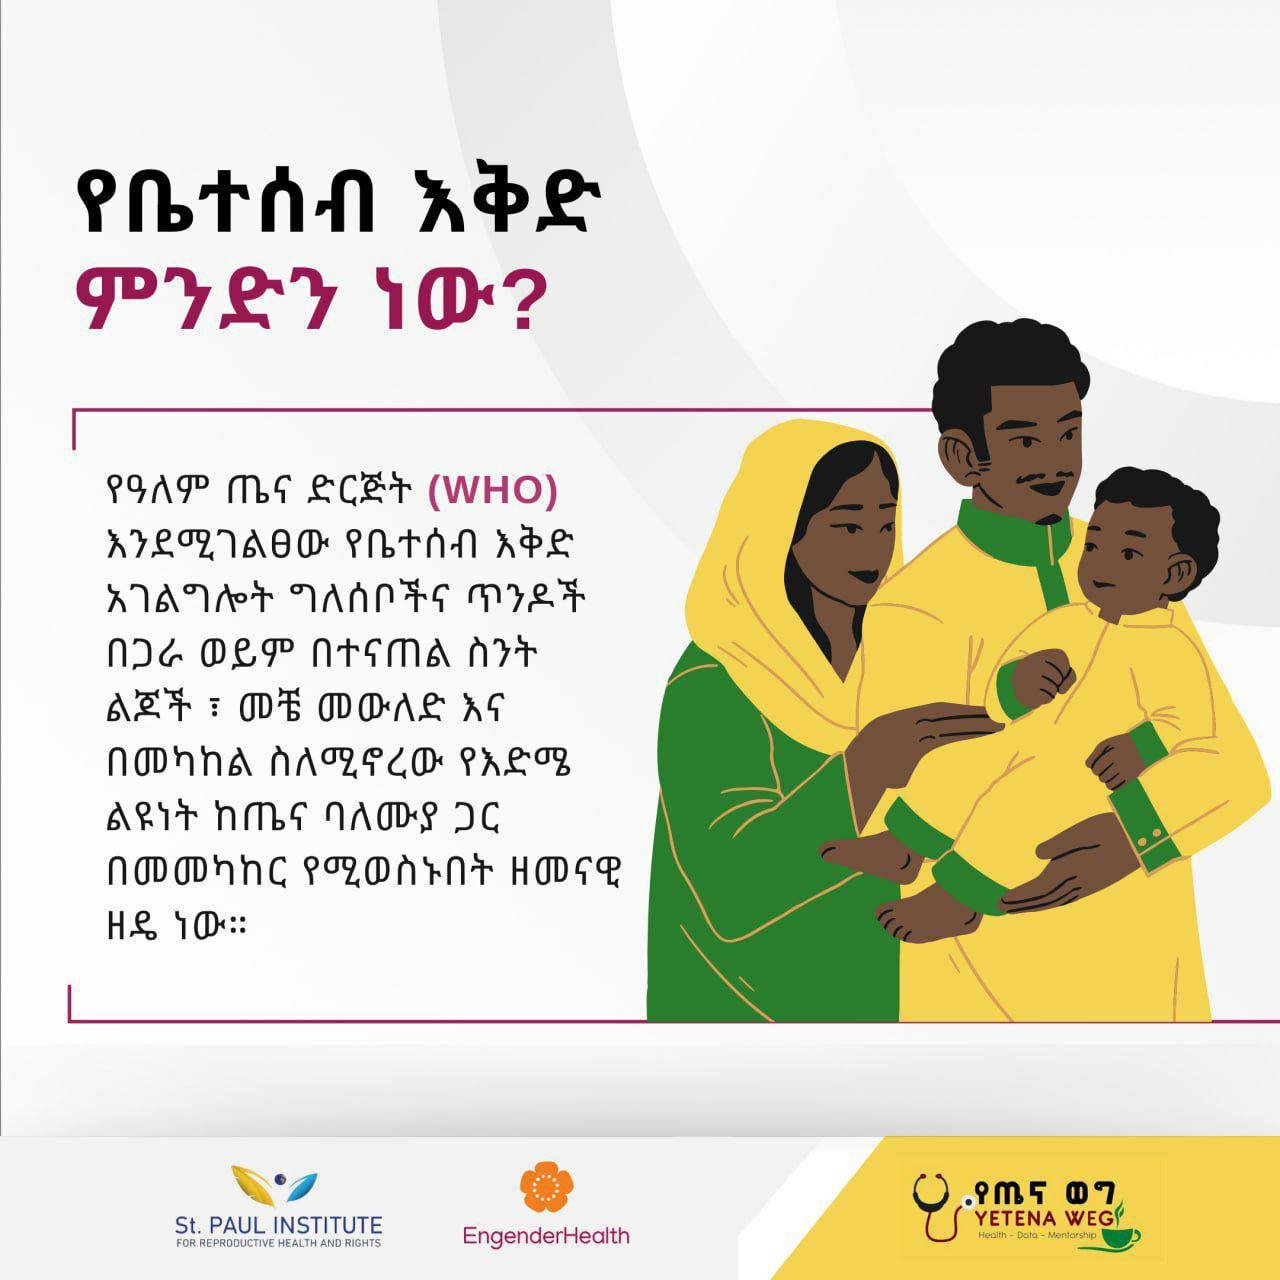 የቤተሰብ እቅድ
ምንድን ነው?
የዓለም ጤና ድርጅት (WHO)
እንደሚገልፀው የቤተሰብ እቅድ
አገልግሎት ግለሰቦችና ጥንዶች
በጋራ ወይም በተናጠል ስንት
ልጆች ፣ መቼ መውለድ እና
በመካከል ስለሚኖረው የእድሜ
ልዩነት ከጤና ባለሙያ ጋር
በመመካከር የሚወስኑበት ዘመናዊ
ዘዴ ነው።
St. PAUL INSTITUTE
FOR REPRODUCTIVE HEALTH AND RIGHTS
EngenderHealth
የጤና ወግ
YETENA WEG
Health - Data - Mentorship